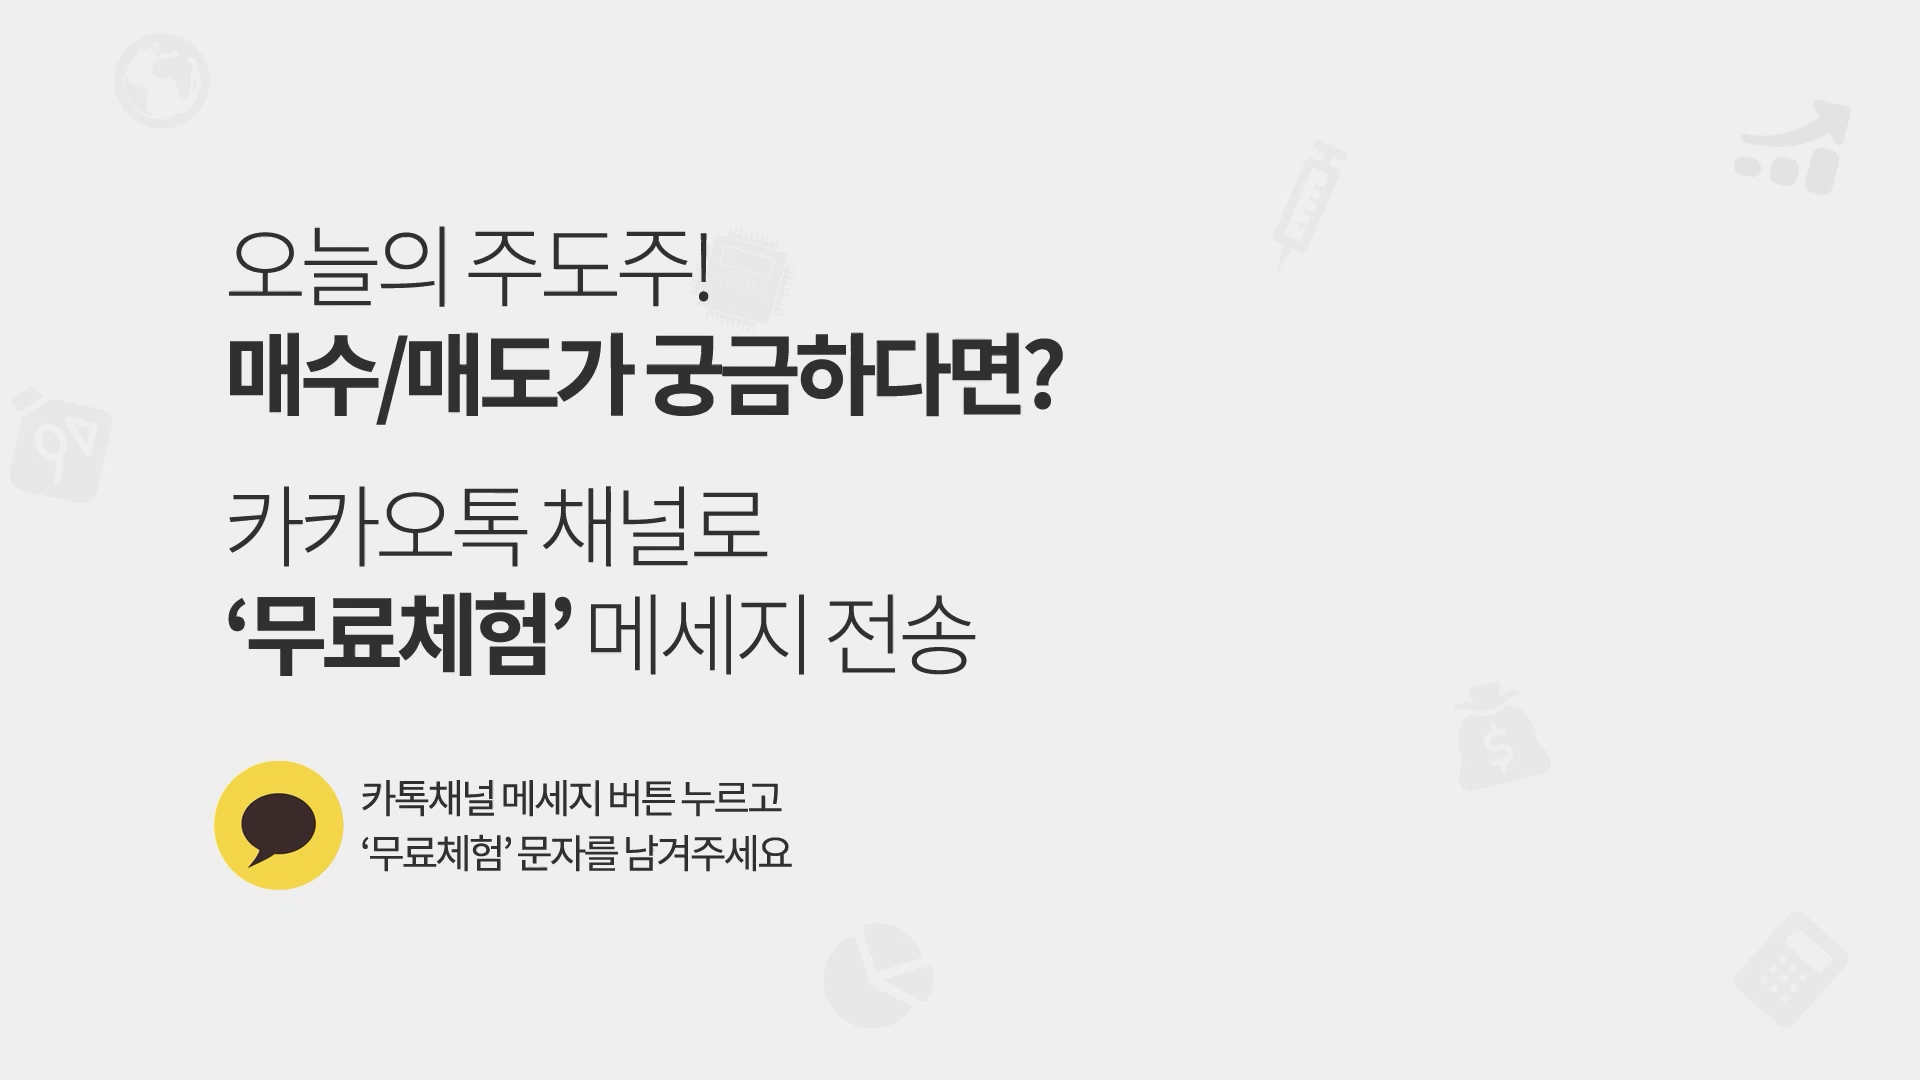 오늘의 주도주!
매수/매도가 궁금하다면?
카카오톡 채널로
‘무료체험’ 메세지 전송
카톡채널 메세지 버튼 누르고
‘무료체험’ 문자를 남겨주세요